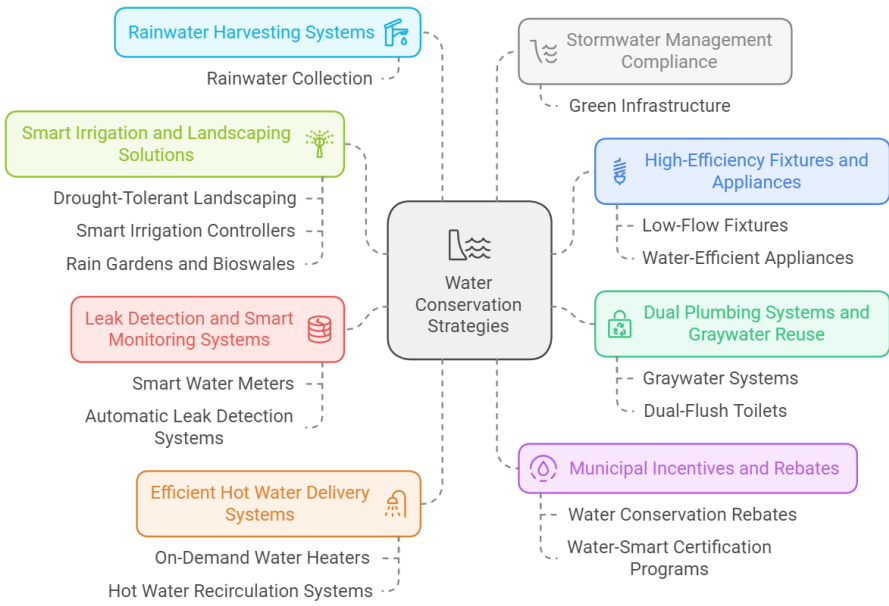 Rainwater Harvesting Systems
Rainwater Collection
Smart Irrigation and Landscaping
Solutions
Drought-Tolerant Landscaping
Smart Irrigation Controllers
Rain Gardens and Bioswales
Leak Detection and Smart
Monitoring Systems
Smart Water Meters
Automatic Leak Detection
Systems
Efficient Hot Water Delivery
Systems
On-Demand Water Heaters
Hot Water Recirculation Systems
Water
Conservation
Strategies
Stormwater Management
Compliance
Green Infrastructure
High-Efficiency Fixtures and
Appliances
Low-Flow Fixtures
Water-Efficient Appliances
Dual Plumbing Systems and
Graywater Reuse
Graywater Systems
Dual-Flush Toilets
Municipal Incentives and Rebates
Water Conservation Rebates
Water-Smart Certification
Programs